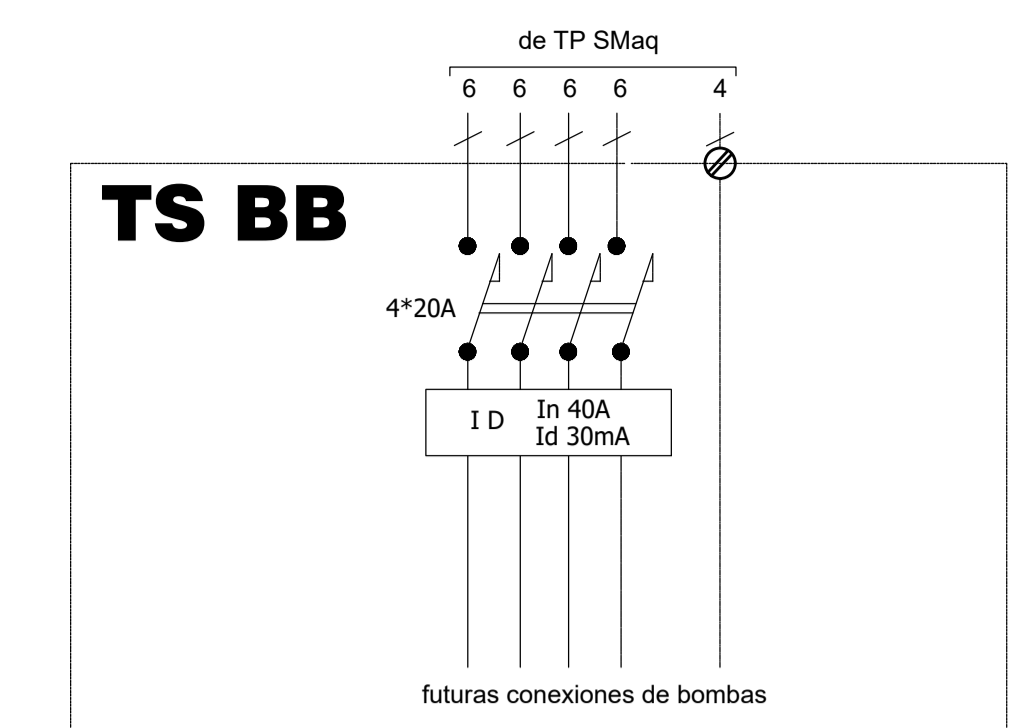 de TP SMaq
6 6 6 6 4
TS BB
4*20A
I D
In 40A
Id 30mA
futuras conexiones de bombas